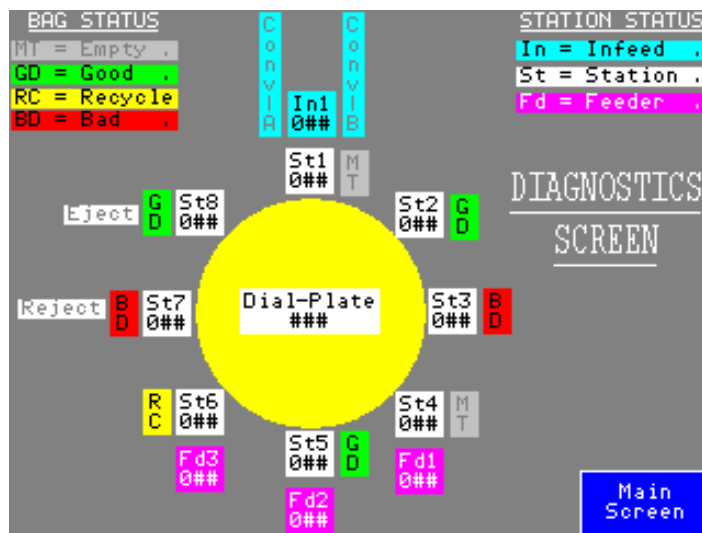 BAG STATUS
MT = Empty .
GD = Good .
RC = Recycle
BD = Bad .
ConvIA
ConvIB
STATION STATUS
In = Infeed .
St = Station .
Fd = Feeder .
In1
0##
St1
0##
MT
DIAGNOSTICS
SCREEN
Eject
GD
St8
0##
St2
0##
GD
Reject
BD
St7
0##
Dial-Plate
###
St3
0##
BD
RC
St6
0##
St4
0##
MT
St5
0##
GD
Fd3
0##
Fd1
0##
Fd2
0##
Main
Screen